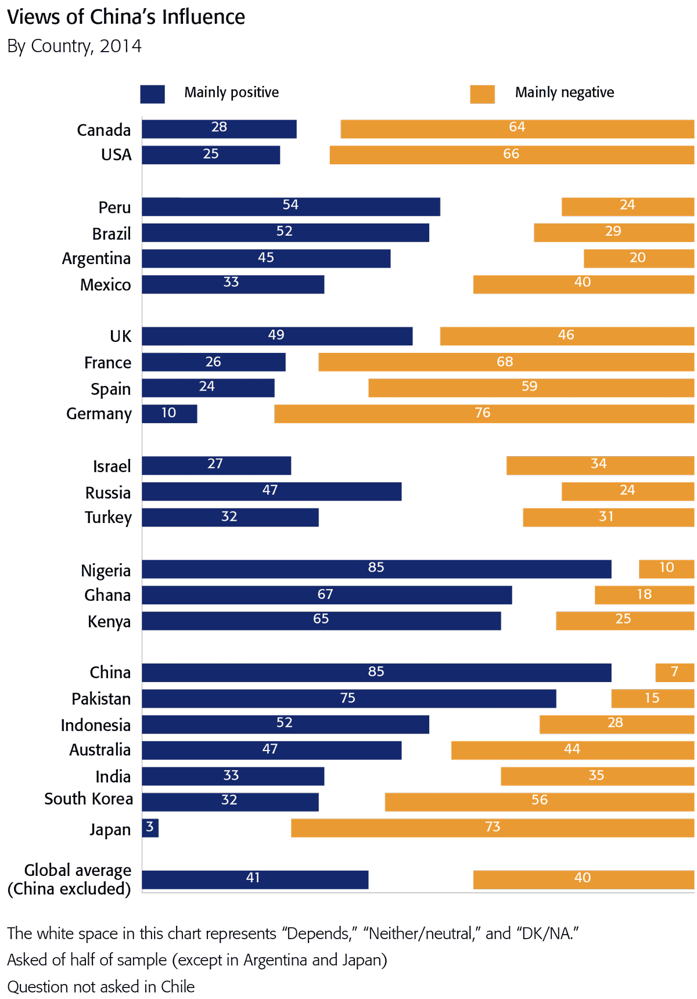 Views of China's Influence
By Country, 2014
Mainly positive Mainly negative
Canada 28 64
USA 25 66
Peru 54 24
Brazil 52 29
Argentina 45 20
Mexico 33 40
UK 49 46
France 26 68
Spain 24 59
Germany 10 76
Israel 27 34
Russia 47 24
Turkey 32 31
Nigeria 85 10
Ghana 67 18
Kenya 65 25
China 85 7
Pakistan 75 15
Indonesia 52 28
Australia 47 44
India 33 35
South Korea 32 56
Japan 3 73
Global average
(China excluded) 41 40
The white space in this chart represents “Depends,” “Neither/neutral,” and “DK/NA.”
Asked of half of sample (except in Argentina and Japan)
Question not asked in Chile